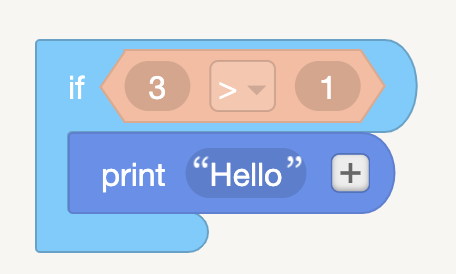 if 3 > 1
print “Hello” +